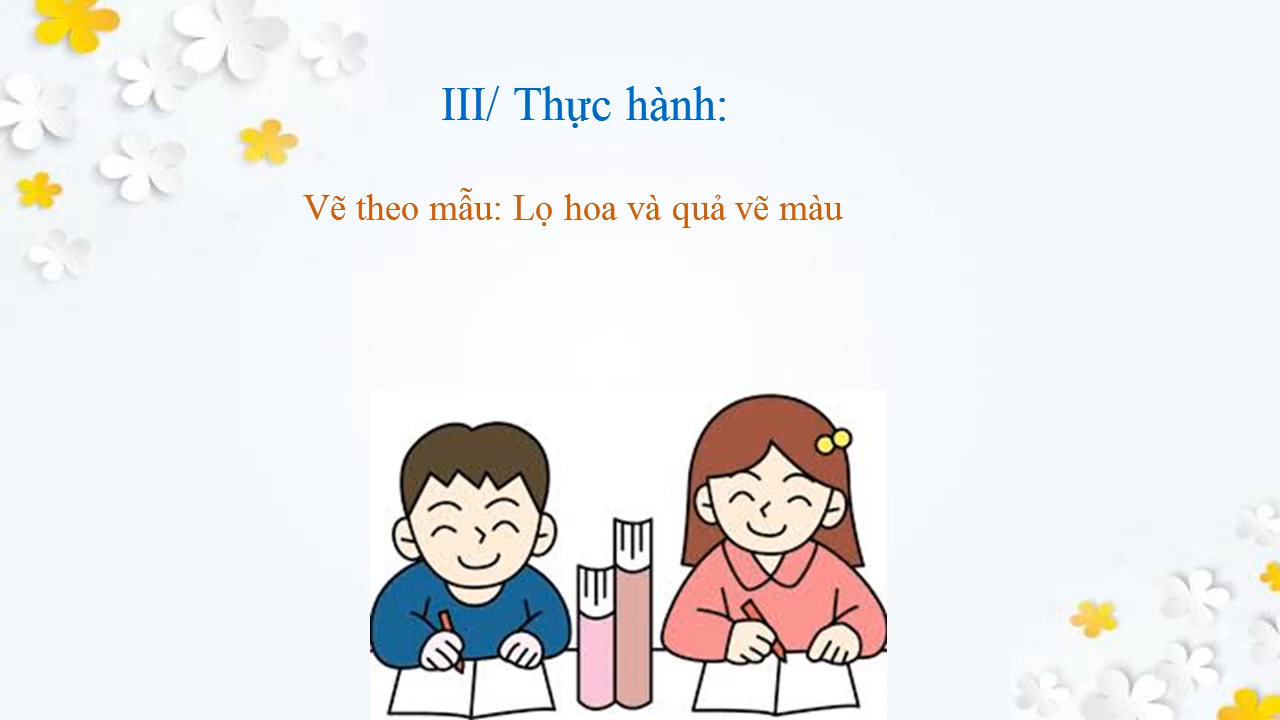 III/ Thực hành:
Vẽ theo mẫu: Lọ hoa và quả vẽ màu